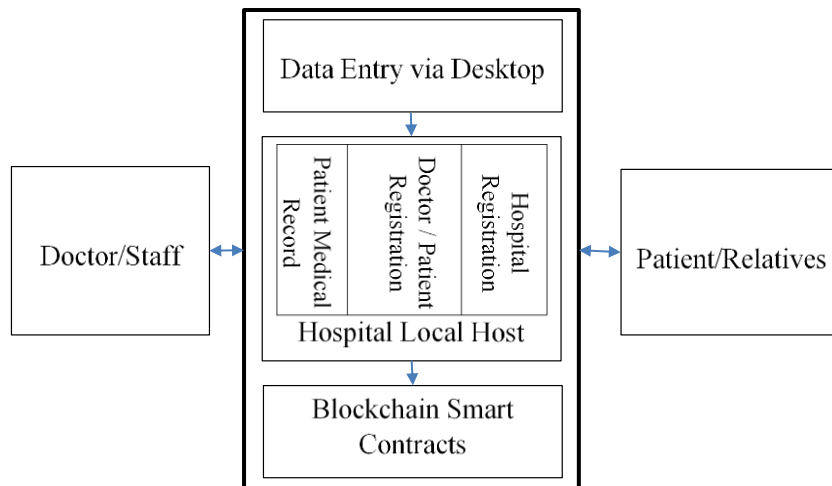 Data Entry via Desktop
Doctor/Staff
Patient Medical
Record
Doctor / Patient
Registration
Hospital
Registration
Hospital Local Host
Patient/Relatives
Blockchain Smart
Contracts